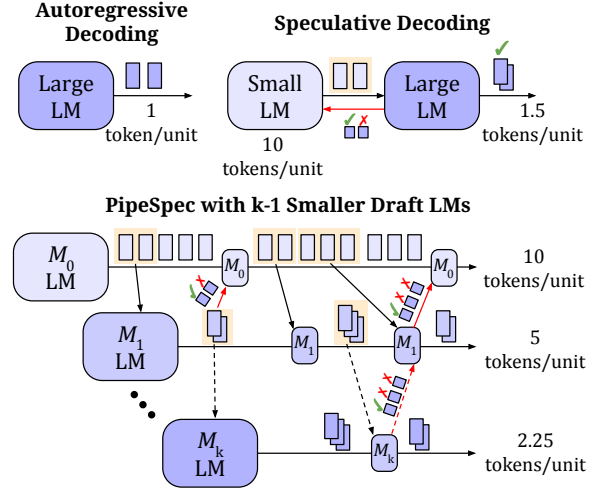 Autoregressive
Decoding
Speculative Decoding
Large
LM
1
token/unit
Small
LM
10
tokens/unit
Large
LM
1.5
tokens/unit
PipeSpec with k-1 Smaller Draft LMs
M0
LM
M0
M0
10
tokens/unit
M1
LM
M1
M1
5
tokens/unit
Mk
LM
Mk
2.25
tokens/unit